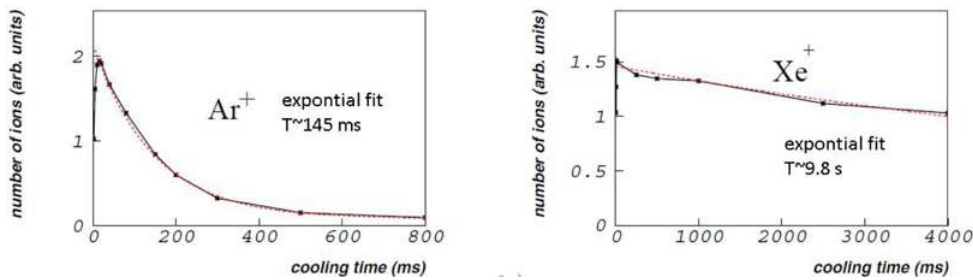 number of ions (arb. units)
2
1
0
0 200 400 600 800
cooling time (ms)
Ar+
expontial fit
T~145 ms
number of ions (arb. units)
1.5
1
0.5
0
0 1000 2000 3000 4000
cooling time (ms)
Xe+
expontial fit
T~9.8 s